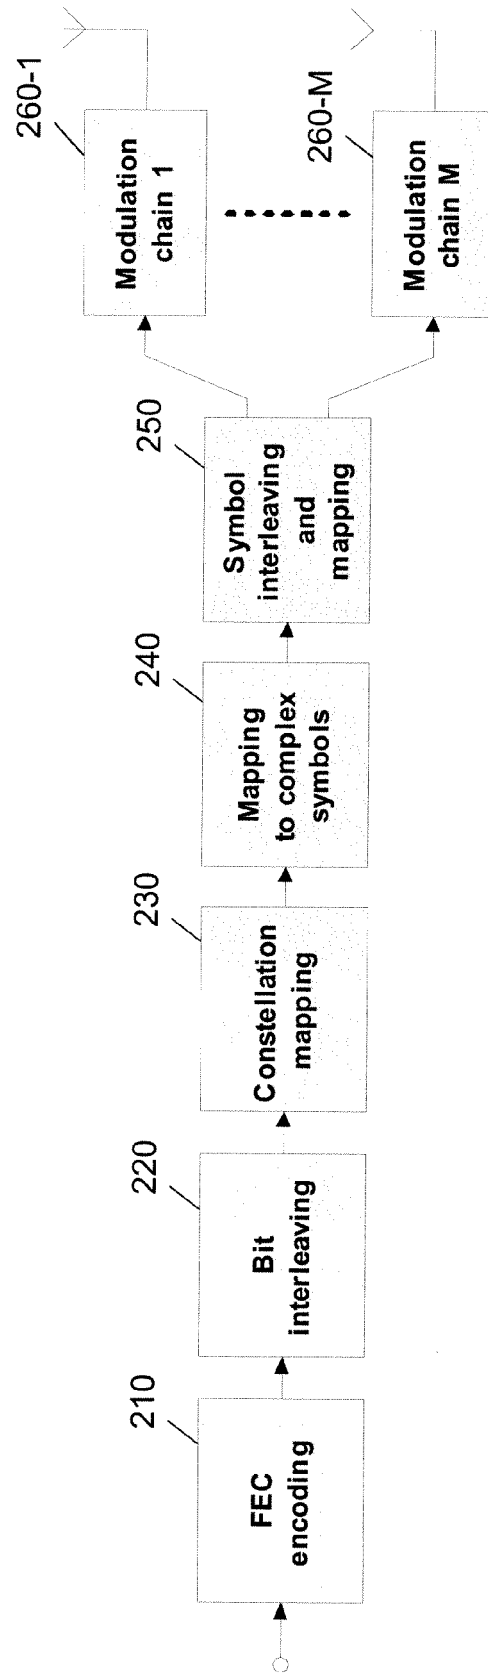 210
FEC
encoding
220
Bit
interleaving
230
Constellation
mapping
240
Mapping
to complex
symbols
250
Symbol
interleaving
and
mapping
260-1
Modulation
chain 1
260-M
Modulation
chain M